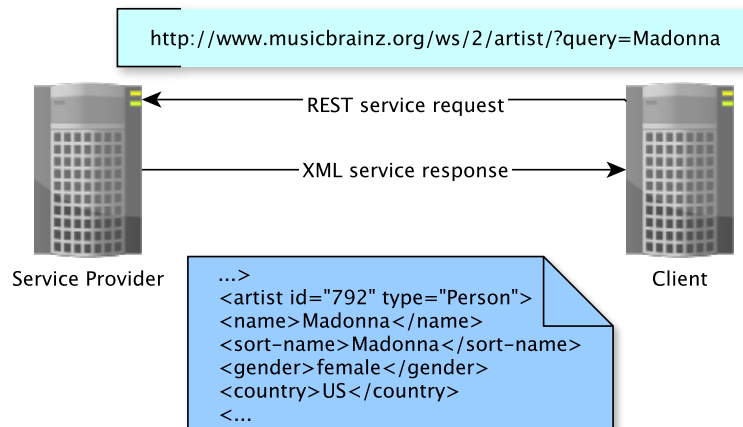 http://www.musicbrainz.org/ws/2/artist/?query=Madonna
REST service request
XML service response
Service Provider
Client
...>
<artist id="792" type="Person">
<name>Madonna</name>
<sort-name>Madonna</sort-name>
<gender>female</gender>
<country>US</country>
<...